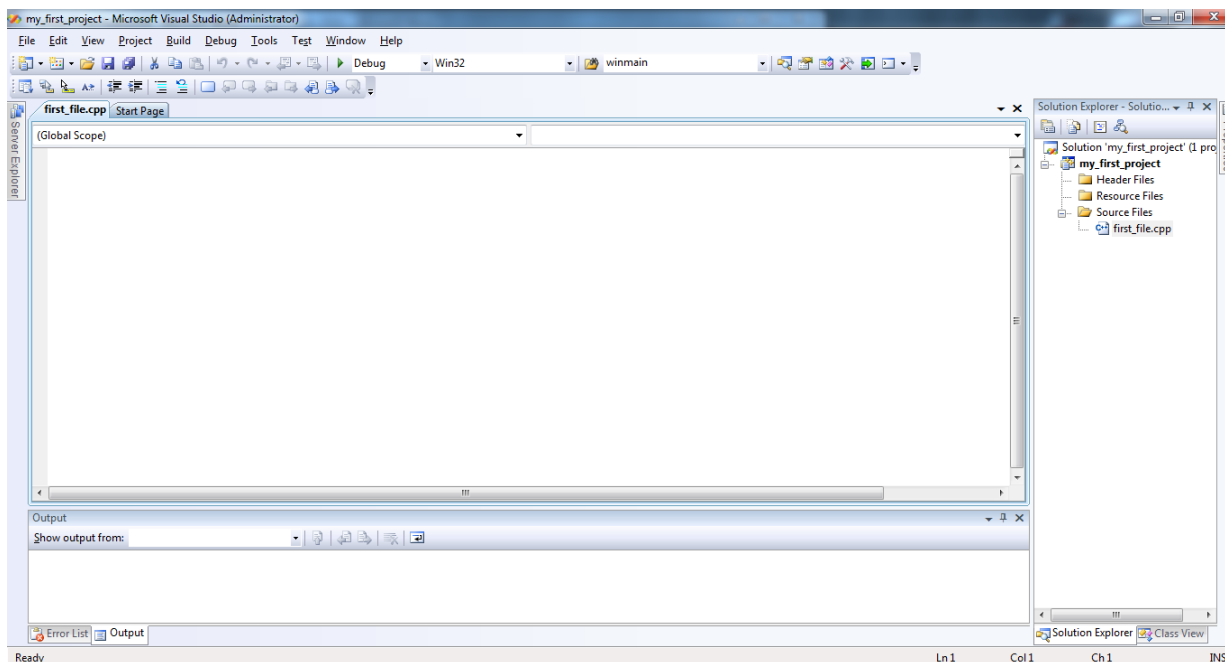 my_first_project - Microsoft Visual Studio (Administrator)
File Edit View Project Build Debug Tools Test Window Help
Debug Win32 winmain
first_file.cpp Start Page
Server Explorer
(Global Scope)
Solution Explorer - Solutio...
Solution 'my_first_project' (1 pro
my_first_project
Header Files
Resource Files
Source Files
first_file.cpp
Output
Show output from:
Error List Output
Solution Explorer Class View
Ready Ln 1 Col 1 Ch 1 INS